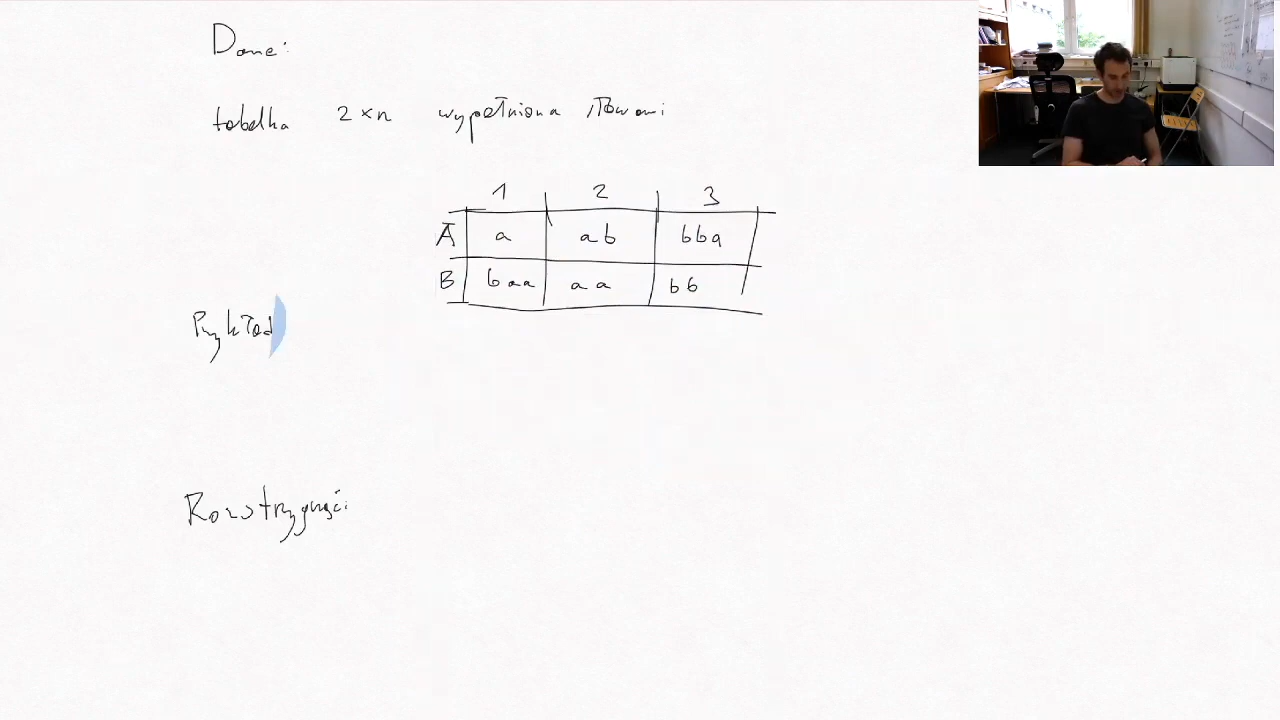 Dane:
tabelka 2×n wypełniona słowami
1 2 3
A a ab bba
B baa aa bb
Przykład
Rozstrzygnąć: